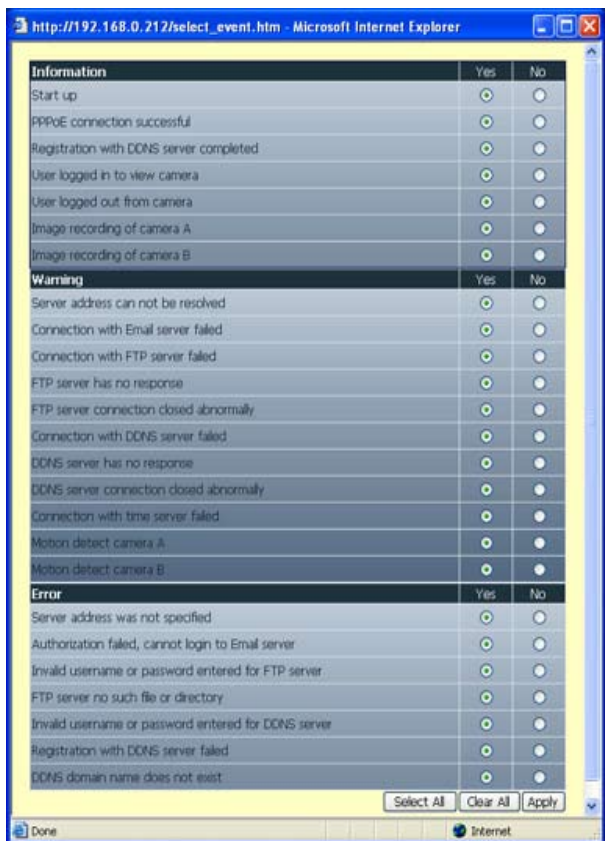 http://192.168.0.212/select_event.htm - Microsoft Internet Explorer
Information Yes No
Start up
PPPoE connection successful
Registration with DDNS server completed
User logged in to view camera
User logged out from camera
Image recording of camera A
Image recording of camera B
Warning Yes No
Server address can not be resolved
Connection with Email server failed
Connection with FTP server failed
FTP server has no response
FTP server connection closed abnormally
Connection with DDNS server failed
DDNS server has no response
DDNS server connection closed abnormally
Connection with time server failed
Motion detect camera A
Motion detect camera B
Error Yes No
Server address was not specified
Authorization failed, cannot login to Email server
Invalid username or password entered for FTP server
FTP server no such file or directory
Invalid username or password entered for DDNS server
Registration with DDNS server failed
DDNS domain name does not exist
Select All Clear All Apply
Done Internet